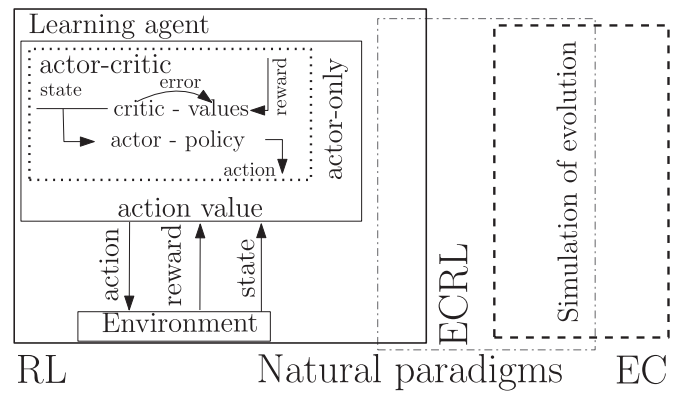 Learning agent
actor-critic
state
error
reward
critic - values
actor - policy
action
actor-only
action value
action
reward
state
Environment
ECRL
Simulation of evolution
RL
Natural paradigms
EC